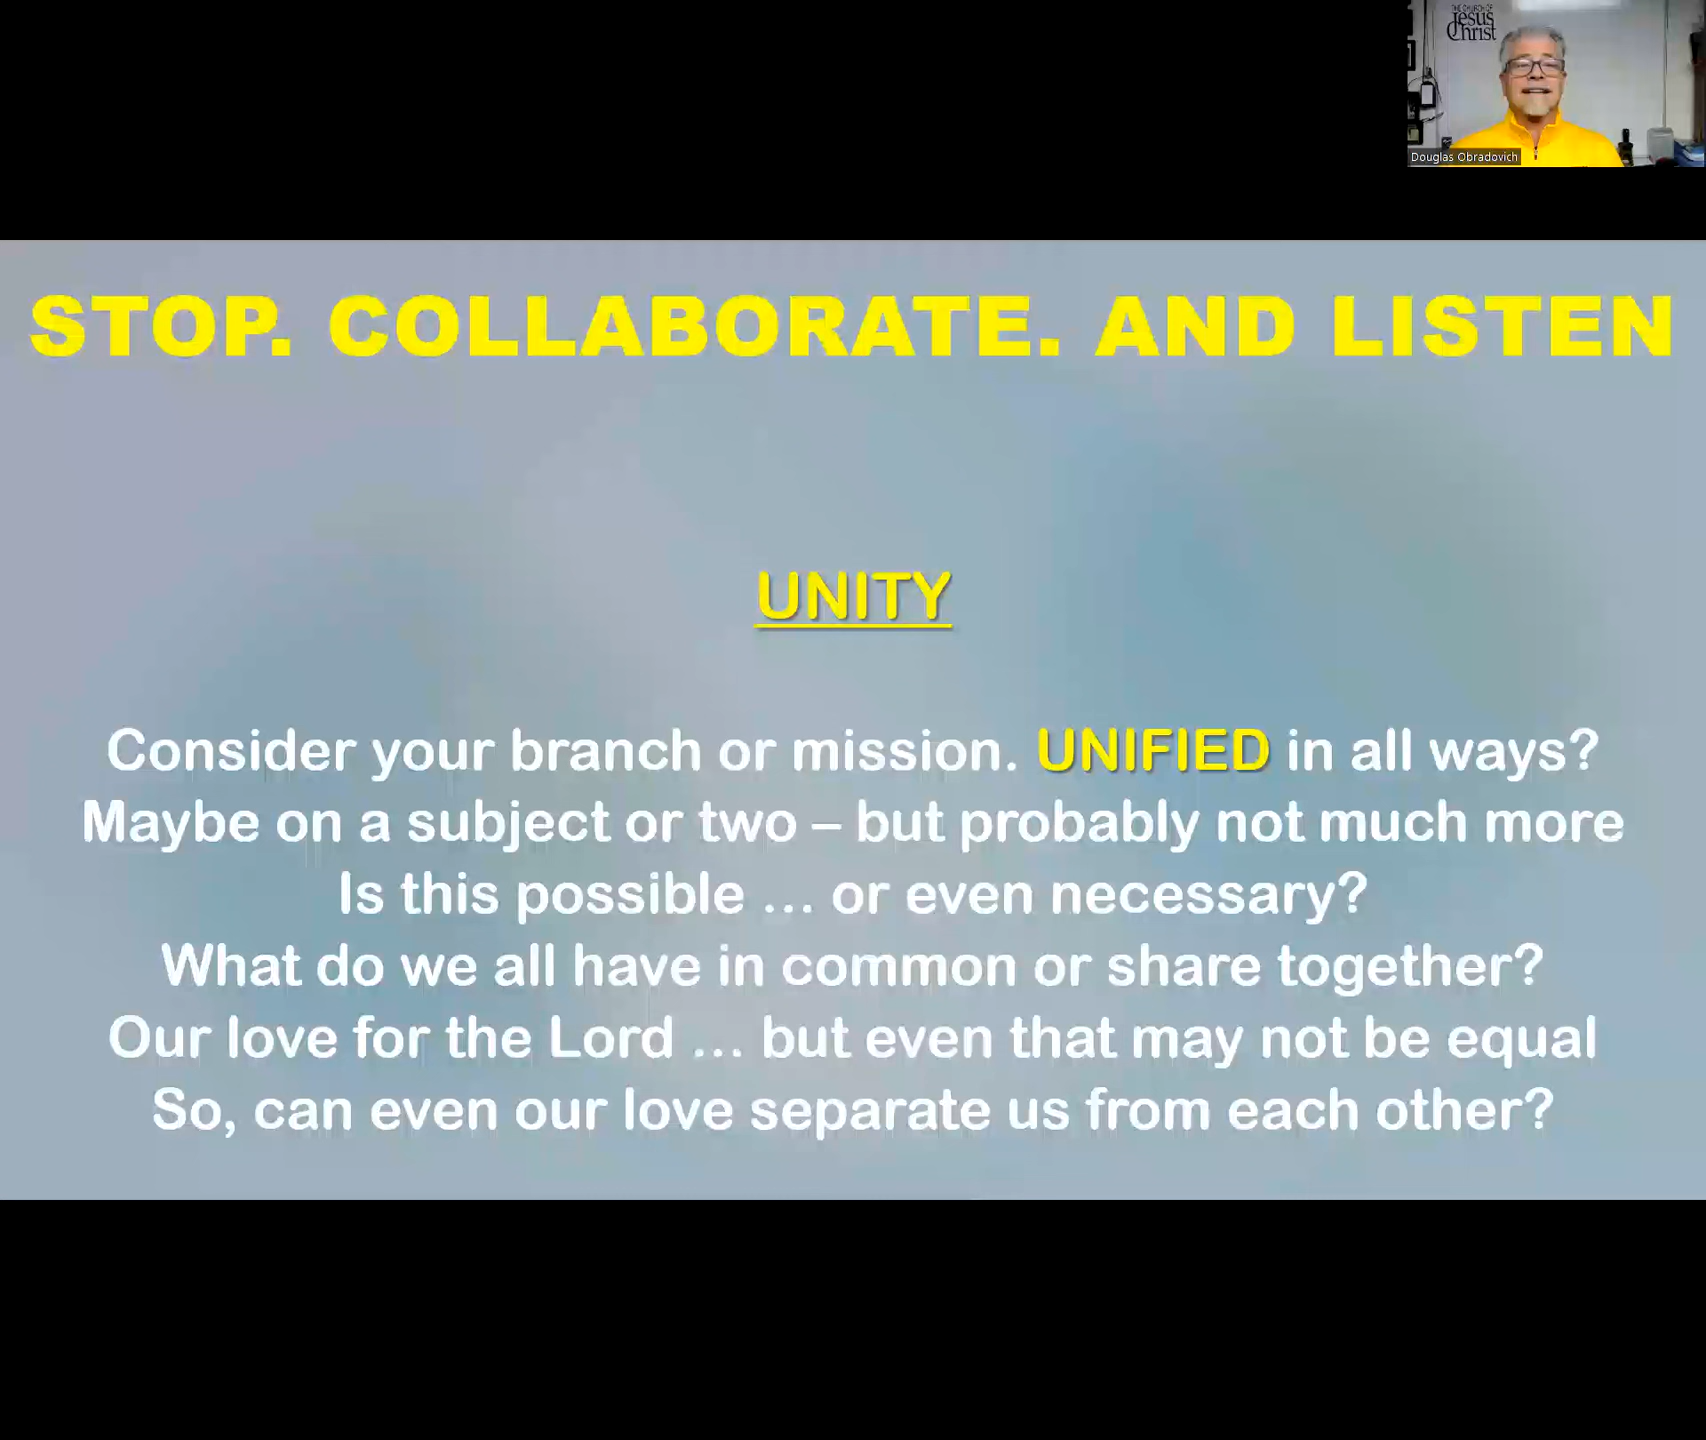 THE CHURCH OF
Jesus
Christ
Douglas Obradovich
STOP. COLLABORATE. AND LISTEN
UNITY
Consider your branch or mission. UNIFIED in all ways?
Maybe on a subject or two – but probably not much more
Is this possible … or even necessary?
What do we all have in common or share together?
Our love for the Lord … but even that may not be equal
So, can even our love separate us from each other?